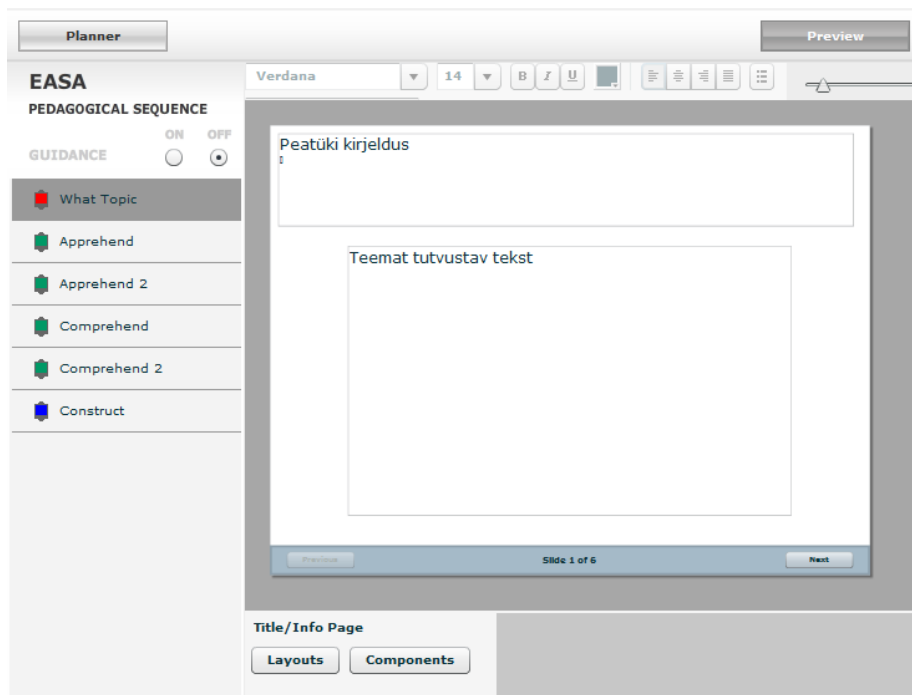 Planner
Preview
EASA
PEDAGOGICAL SEQUENCE
ON OFF
GUIDANCE
Verdana
14
B I U
What Topic
Apprehend
Apprehend 2
Comprehend
Comprehend 2
Construct
Peatüki kirjeldus
Teemat tutvustav tekst
Previous
Slide 1 of 6
Next
Title/Info Page
Layouts
Components